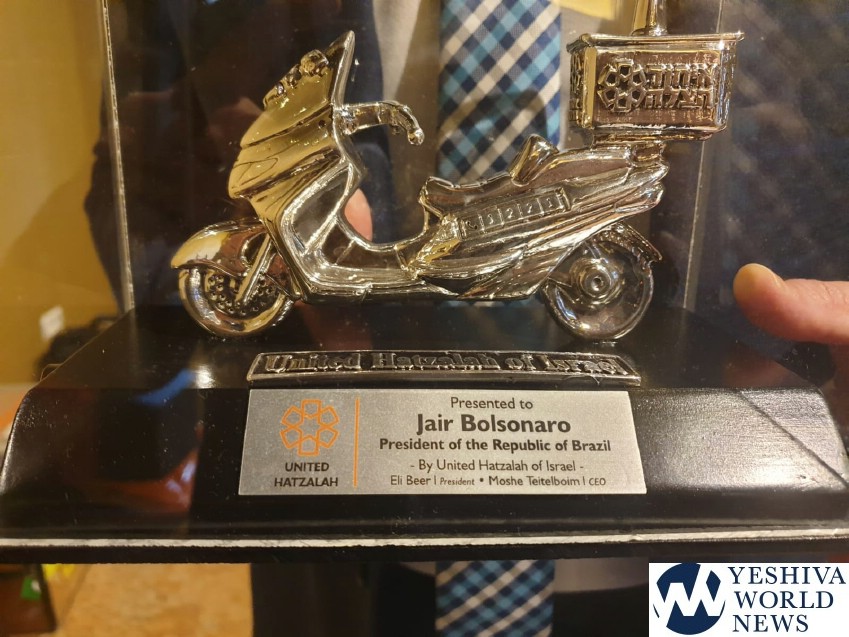 United Hatzalah of Israel
Presented to
Jair Bolsonaro
President of the Republic of Brazil
- By United Hatzalah of Israel -
Eli Beer | President • Moshe Teitelboim | CEO
UNITED
HATZALAH
YESHIVA
WORLD
NEWS